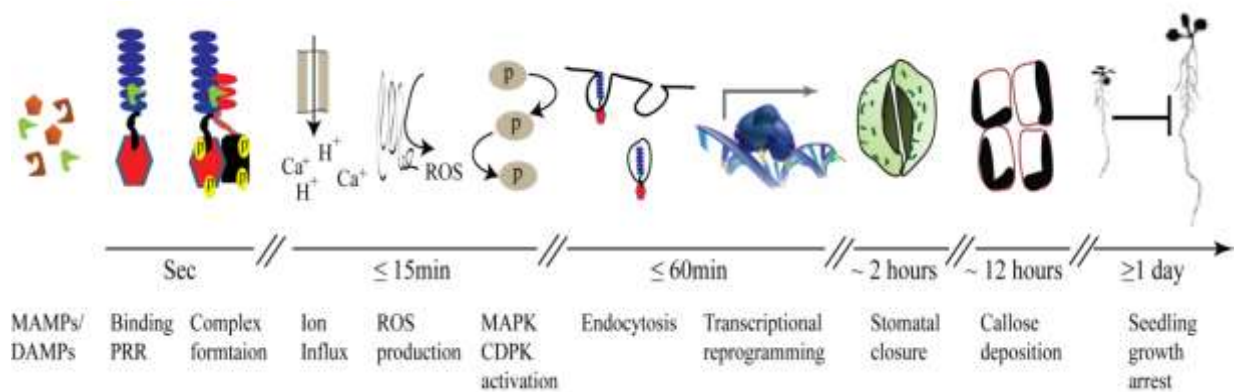 P
P
P
P
P
P
P
Ca⁺ H⁺
H⁺ Ca⁺
ROS
Sec
≤ 15min
≤ 60min
~ 2 hours
~ 12 hours
≥1 day
MAMPs/
DAMPs
Binding
PRR
Complex
formtaion
Ion
Influx
ROS
production
MAPK
CDPK
activation
Endocytosis
Transcriptional
reprogramming
Stomatal
closure
Callose
deposition
Seedling
growth
arrest